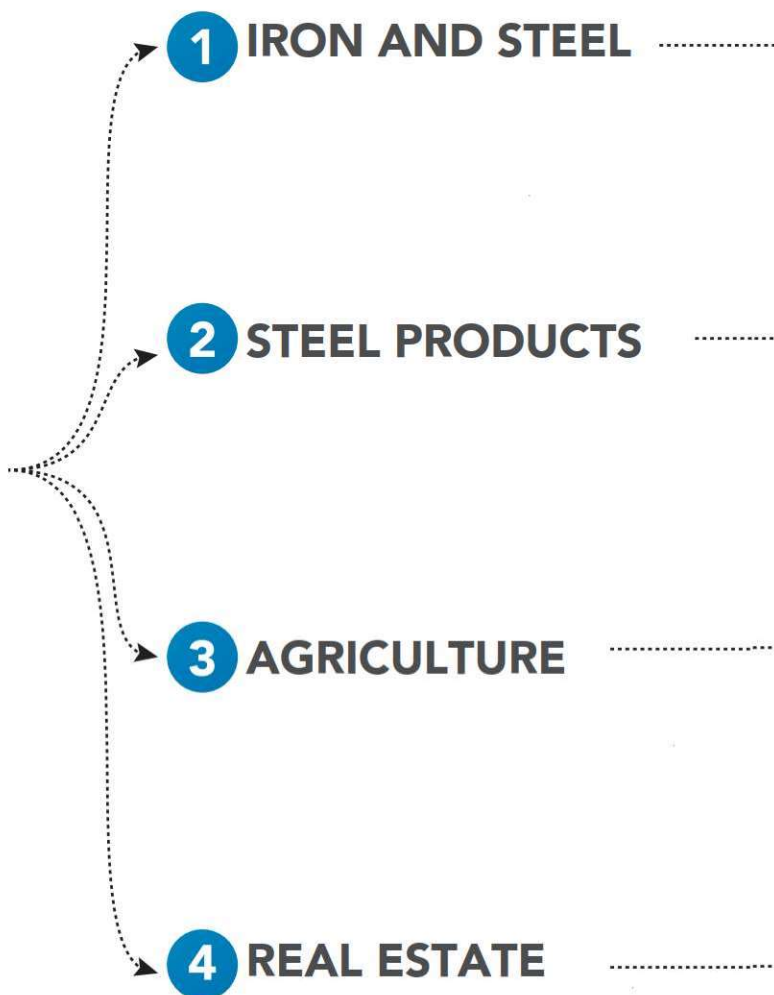 1 IRON AND STEEL
2 STEEL PRODUCTS
3 AGRICULTURE
4 REAL ESTATE